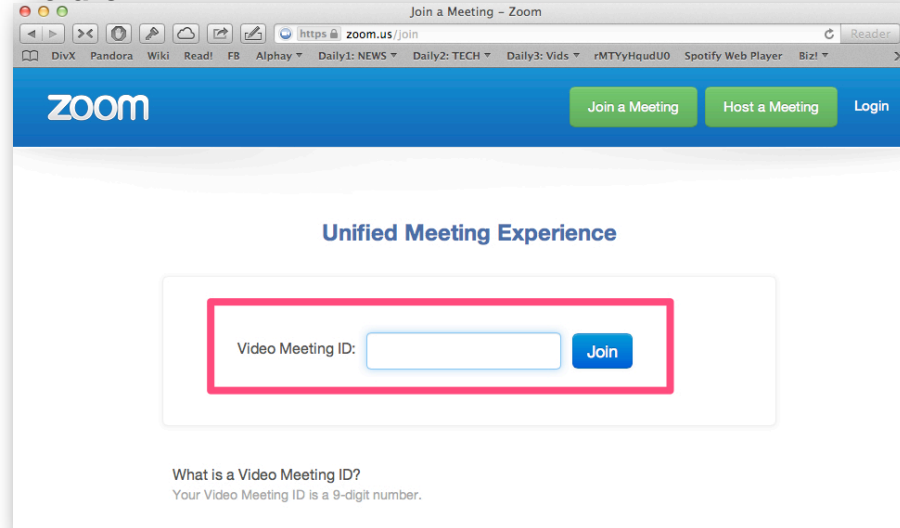 Join a Meeting – Zoom
https zoom.us/join Reader
DivX Pandora Wiki Read! FB Alphay Daily1: NEWS Daily2: TECH Daily3: Vids rMTYyHqudU0 Spotify Web Player Biz!
zoom Join a Meeting Host a Meeting Login
Unified Meeting Experience
Video Meeting ID: Join
What is a Video Meeting ID?
Your Video Meeting ID is a 9-digit number.